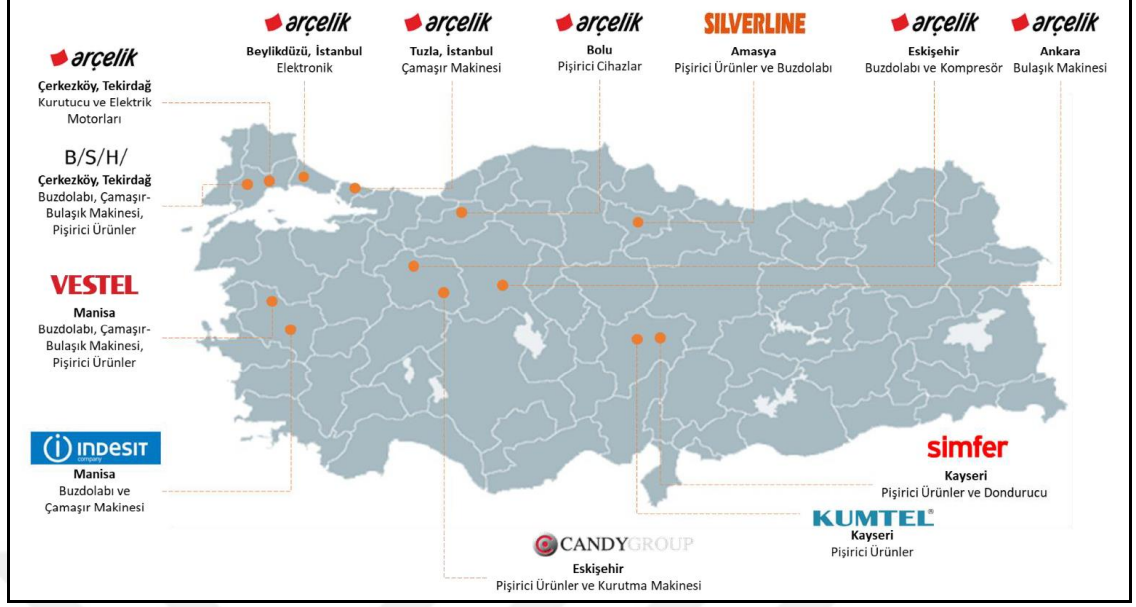 arçelik
Beylikdüzü, İstanbul
Elektronik
arçelik
Tuzla, İstanbul
Çamaşır Makinesi
arçelik
Bolu
Pişirici Cihazlar
SILVERLINE
Amasya
Pişirici Ürünler ve Buzdolabı
arçelik
Eskişehir
Buzdolabı ve Kompresör
arçelik
Ankara
Bulaşık Makinesi
arçelik
Çerkezköy, Tekirdağ
Kurutucu ve Elektrik
Motorları
B/S/H/
Çerkezköy, Tekirdağ
Buzdolabı, Çamaşır-
Bulaşık Makinesi,
Pişirici Ürünler
VESTEL
Manisa
Buzdolabı, Çamaşır-
Bulaşık Makinesi,
Pişirici Ürünler
indesit
company
Manisa
Buzdolabı ve
Çamaşır Makinesi
simfer
Kayseri
Pişirici Ürünler ve Dondurucu
KUMTEL®
Kayseri
Pişirici Ürünler
CANDYGROUP
Eskişehir
Pişirici Ürünler ve Kurutma Makinesi